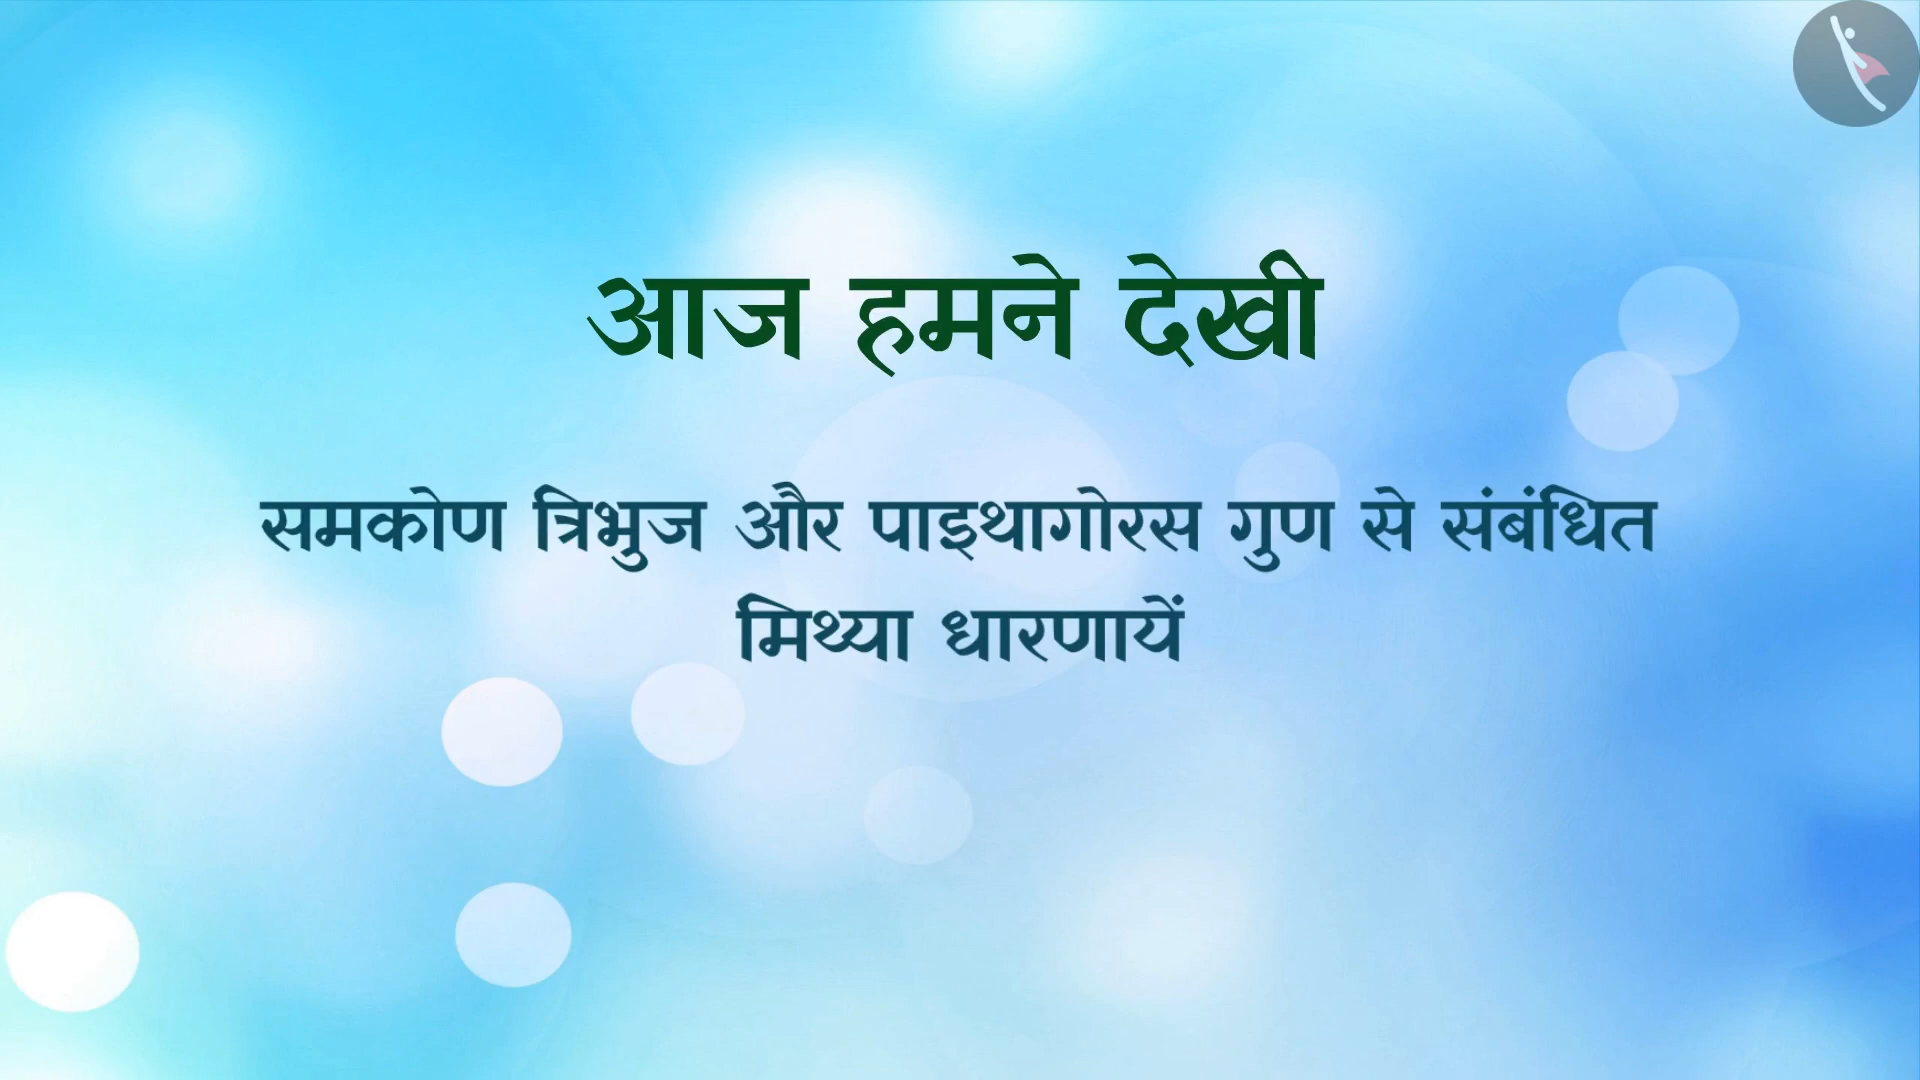 आज हमने देखी
समकोण त्रिभुज और पाइथागोरस गुण से संबंधित
मिथ्या धारणायें